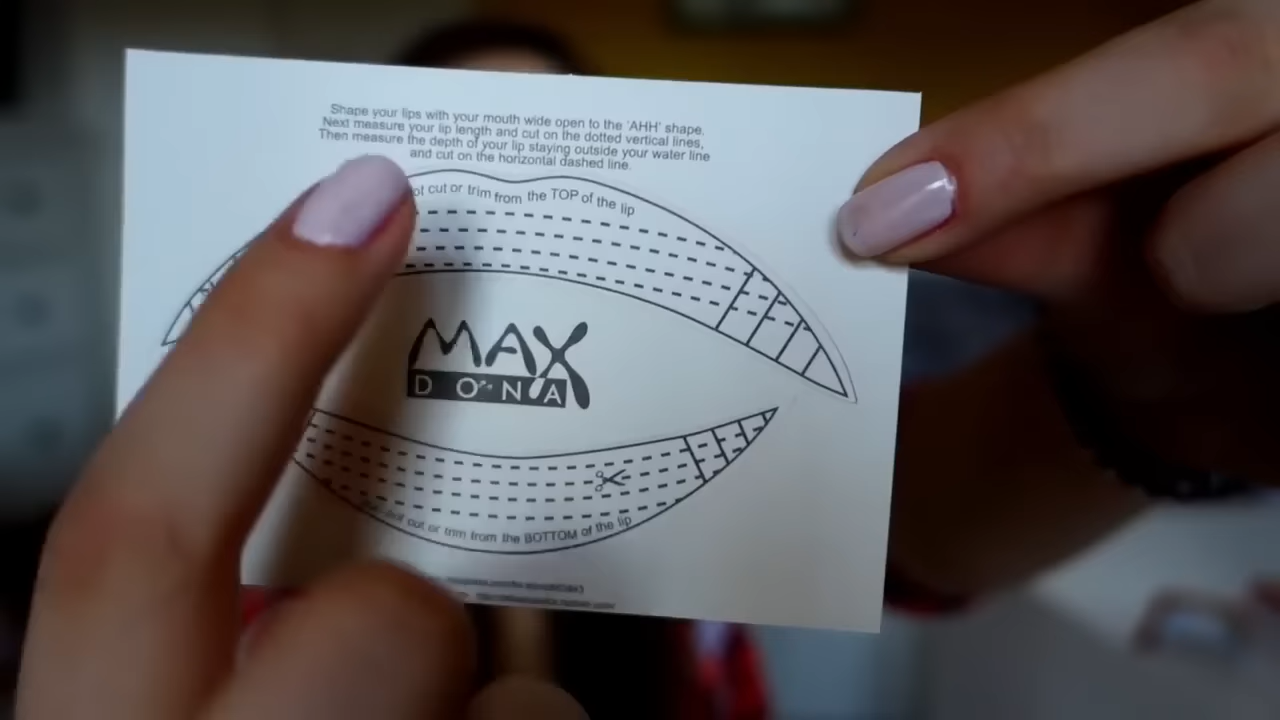 Shape your lips with your mouth wide open to the 'AHH' shape.
Next measure your lip length and cut on the dotted vertical lines,
Then measure the depth of your lip staying outside your water line
and cut on the horizontal dashed line.
cut or trim from the TOP of the lip
MAX
DONA
cut or trim from the BOTTOM of the lip